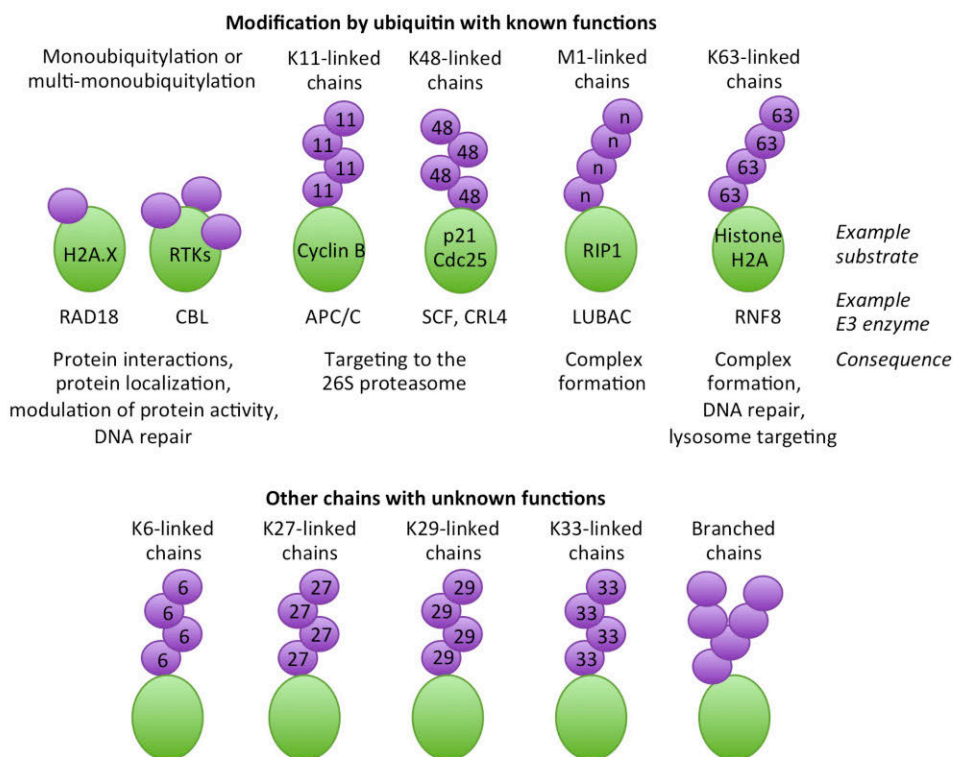 Modification by ubiquitin with known functions
Monoubiquitylation or
multi-monoubiquitylation
K11-linked
chains
K48-linked
chains
M1-linked
chains
K63-linked
chains
11
11
11
11
48
48
48
48
n
n
n
n
63
63
63
63
H2A.X
RTKs
Cyclin B
p21
Cdc25
RIP1
Histone
H2A
Example
substrate
RAD18
CBL
APC/C
SCF, CRL4
LUBAC
RNF8
Example
E3 enzyme
Protein interactions,
protein localization,
modulation of protein activity,
DNA repair
Targeting to the
26S proteasome
Complex
formation
Complex
formation,
DNA repair,
lysosome targeting
Consequence
Other chains with unknown functions
K6-linked
chains
K27-linked
chains
K29-linked
chains
K33-linked
chains
Branched
chains
6
6
6
6
27
27
27
27
29
29
29
29
33
33
33
33